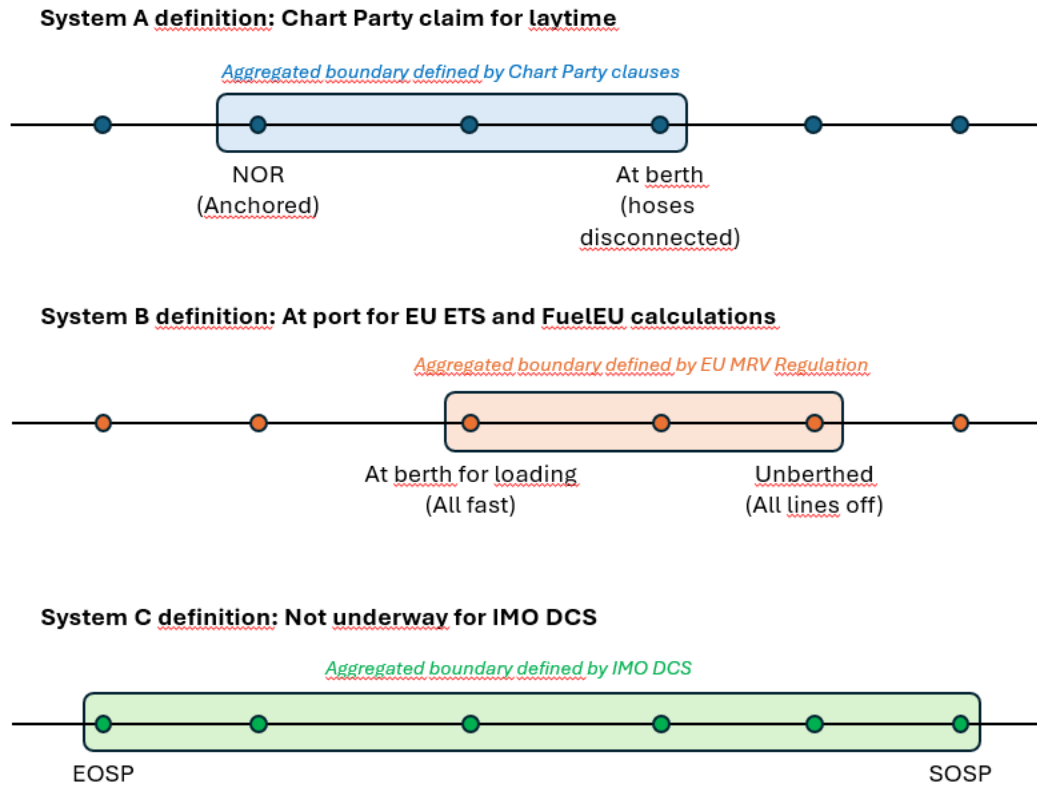 System A definition: Chart Party claim for laytime
Aggregated boundary defined by Chart Party clauses
NOR
(Anchored)
At berth
(hoses
disconnected)
System B definition: At port for EU ETS and FuelEU calculations
Aggregated boundary defined by EU MRV Regulation
At berth for loading
(All fast)
Unberthed
(All lines off)
System C definition: Not underway for IMO DCS
Aggregated boundary defined by IMO DCS
EOSP
SOSP